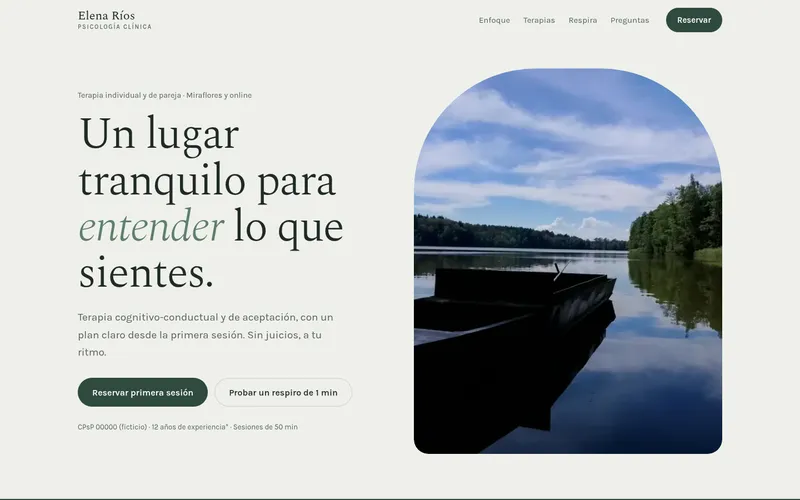 Elena Ríos
PSICOLOGÍA CLÍNICA
Enfoque Terapias Respira Preguntas Reservar
Terapia individual y de pareja · Miraflores y online
Un lugar
tranquilo para
entender lo que
sientes.
Terapia cognitivo-conductual y de aceptación, con un
plan claro desde la primera sesión. Sin juicios, a tu
ritmo.
Reservar primera sesión Probar un respiro de 1 min
CPsP 00000 (ficticio) · 12 años de experiencia* · Sesiones de 50 min